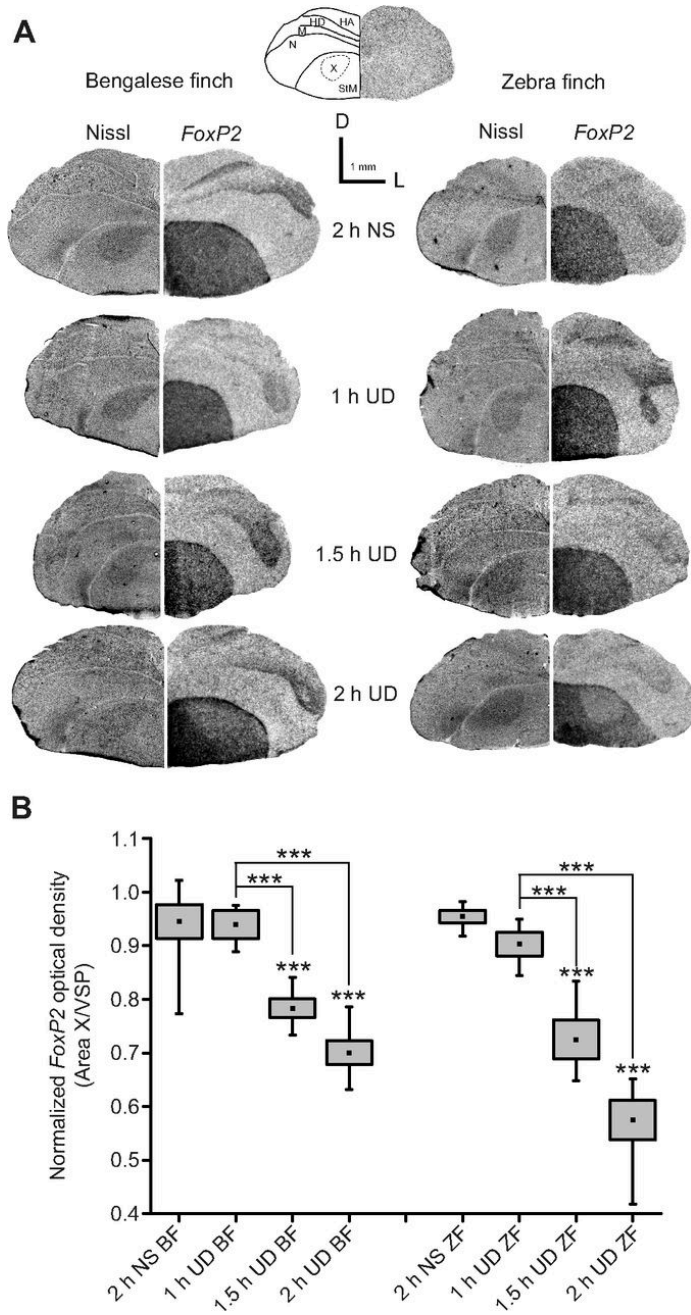 A
HD
HA
M
N
X
StM
Bengalese finch
Zebra finch
Nissl
FoxP2
D
1 mm
L
Nissl
FoxP2
2 h NS
1 h UD
1.5 h UD
2 h UD
B
Normalized FoxP2 optical density
(Area X/VSP)
1.1
1.0
0.9
0.8
0.7
0.6
0.5
0.4
***
***
***
***
***
***
***
***
2 h NS BF
1 h UD BF
1.5 h UD BF
2 h UD BF
2 h NS ZF
1 h UD ZF
1.5 h UD ZF
2 h UD ZF